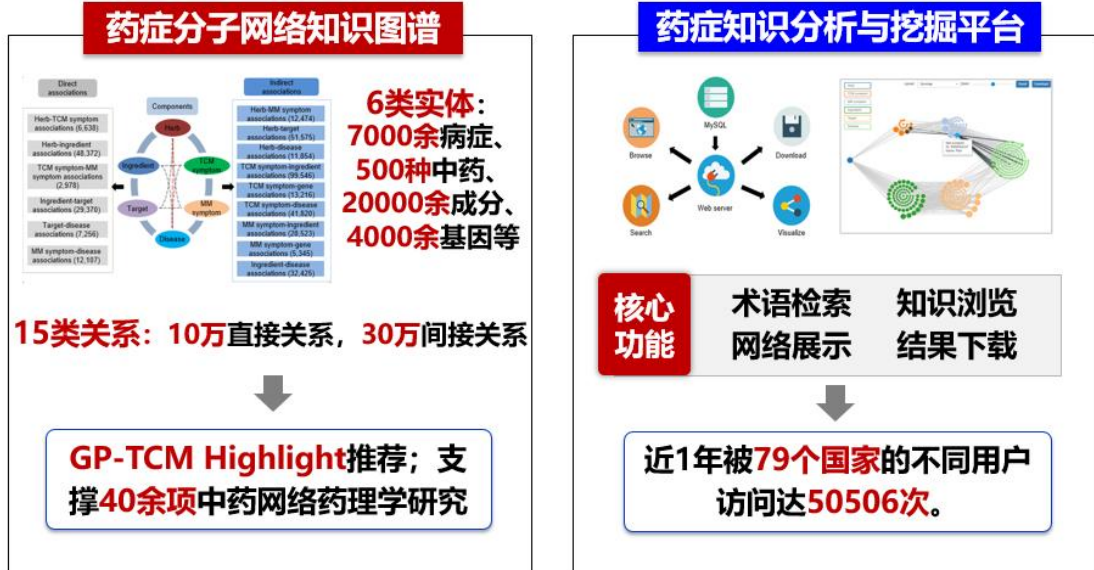 药症分子网络知识图谱
Direct
associations
Herb-TCM symptom
associations (6,638)
Herb-ingredient
associations (48,372)
TCM symptom-MM
symptom associations
(2,978)
Ingredient-target
associations (29,370)
Target-disease
associations (7,256)
MM symptom-disease
associations (12,107)
Components
Herb
Ingredient
TCM
symptom
Target
MM
symptom
Disease
Indirect
associations
Herb-MM symptom
(12,474)
Herb-target
associations (51,575)
Herb-disease
associations (11,854)
TCM symptom-ingredient
associations (99,545)
TCM symptom-gene
associations (13,216)
TCM symptom-disease
associations (41,820)
MM symptom-ingredient
associations (28,523)
MM symptom-gene
associations (5,345)
Ingredient-disease
associations (32,425)
6类实体：
7000余病症、
500种中药、
20000余成分、
4000余基因等
15类关系：10万直接关系，30万间接关系
GP-TCM Highlight推荐；支
撑40余项中药网络药理学研究
药症知识分析与挖掘平台
MySQL
Browse
Download
Web server
Search
Visualize
核心
功能
术语检索 知识浏览
网络展示 结果下载
近1年被79个国家的不同用户
访问达50506次。